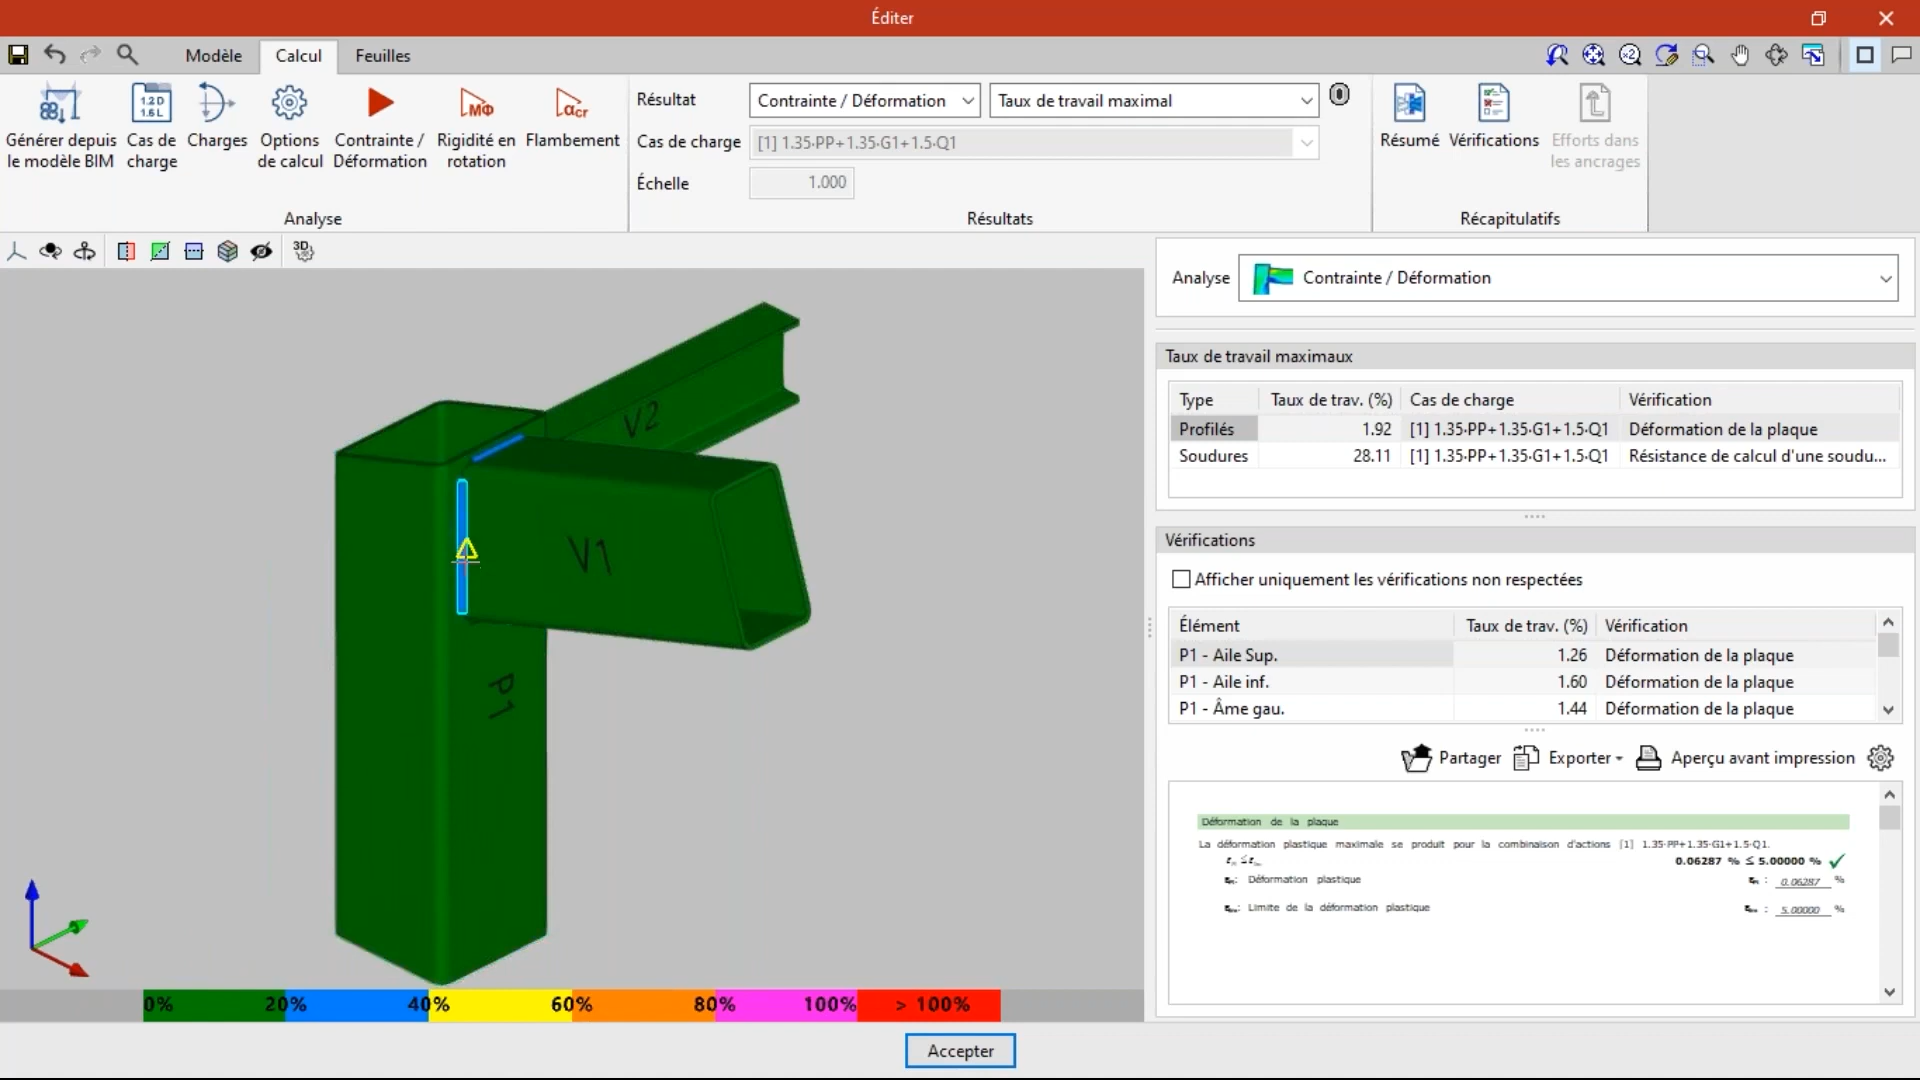 Éditer
Modèle
Calcul
Feuilles
Générer depuis
le modèle BIM
Cas de
charge
Charges
Options
de calcul
Contrainte /
Déformation
Rigidité en
rotation
Flambement
Analyse
Résultat
Contrainte / Déformation
Taux de travail maximal
Cas de charge
[1] 1.35·PP+1.35·G1+1.5·Q1
Échelle
1.000
Résultats
Résumé
Vérifications
Efforts dans
les ancrages
Récapitulatifs
3D
V2
V1
P1
0%
20%
40%
60%
80%
100%
> 100%
Analyse
Contrainte / Déformation
Taux de travail maximaux
Type Taux de trav. (%) Cas de charge Vérification
Profilés 1.92 [1] 1.35·PP+1.35·G1+1.5·Q1 Déformation de la plaque
Soudures 28.11 [1] 1.35·PP+1.35·G1+1.5·Q1 Résistance de calcul d'une soudu...
Vérifications
Afficher uniquement les vérifications non respectées
Élément Taux de trav. (%) Vérification
P1 - Aile Sup. 1.26 Déformation de la plaque
P1 - Aile inf. 1.60 Déformation de la plaque
P1 - Âme gau. 1.44 Déformation de la plaque
Partager
Exporter
Aperçu avant impression
Déformation de la plaque
La déformation plastique maximale se produit pour la combinaison d'actions [1] 1.35·PP+1.35·G1+1.5·Q1.
0.06287 % ≤ 5.00000 %
Déformation plastique 0.06287 %
Limite de la déformation plastique 5.00000 %
Accepter